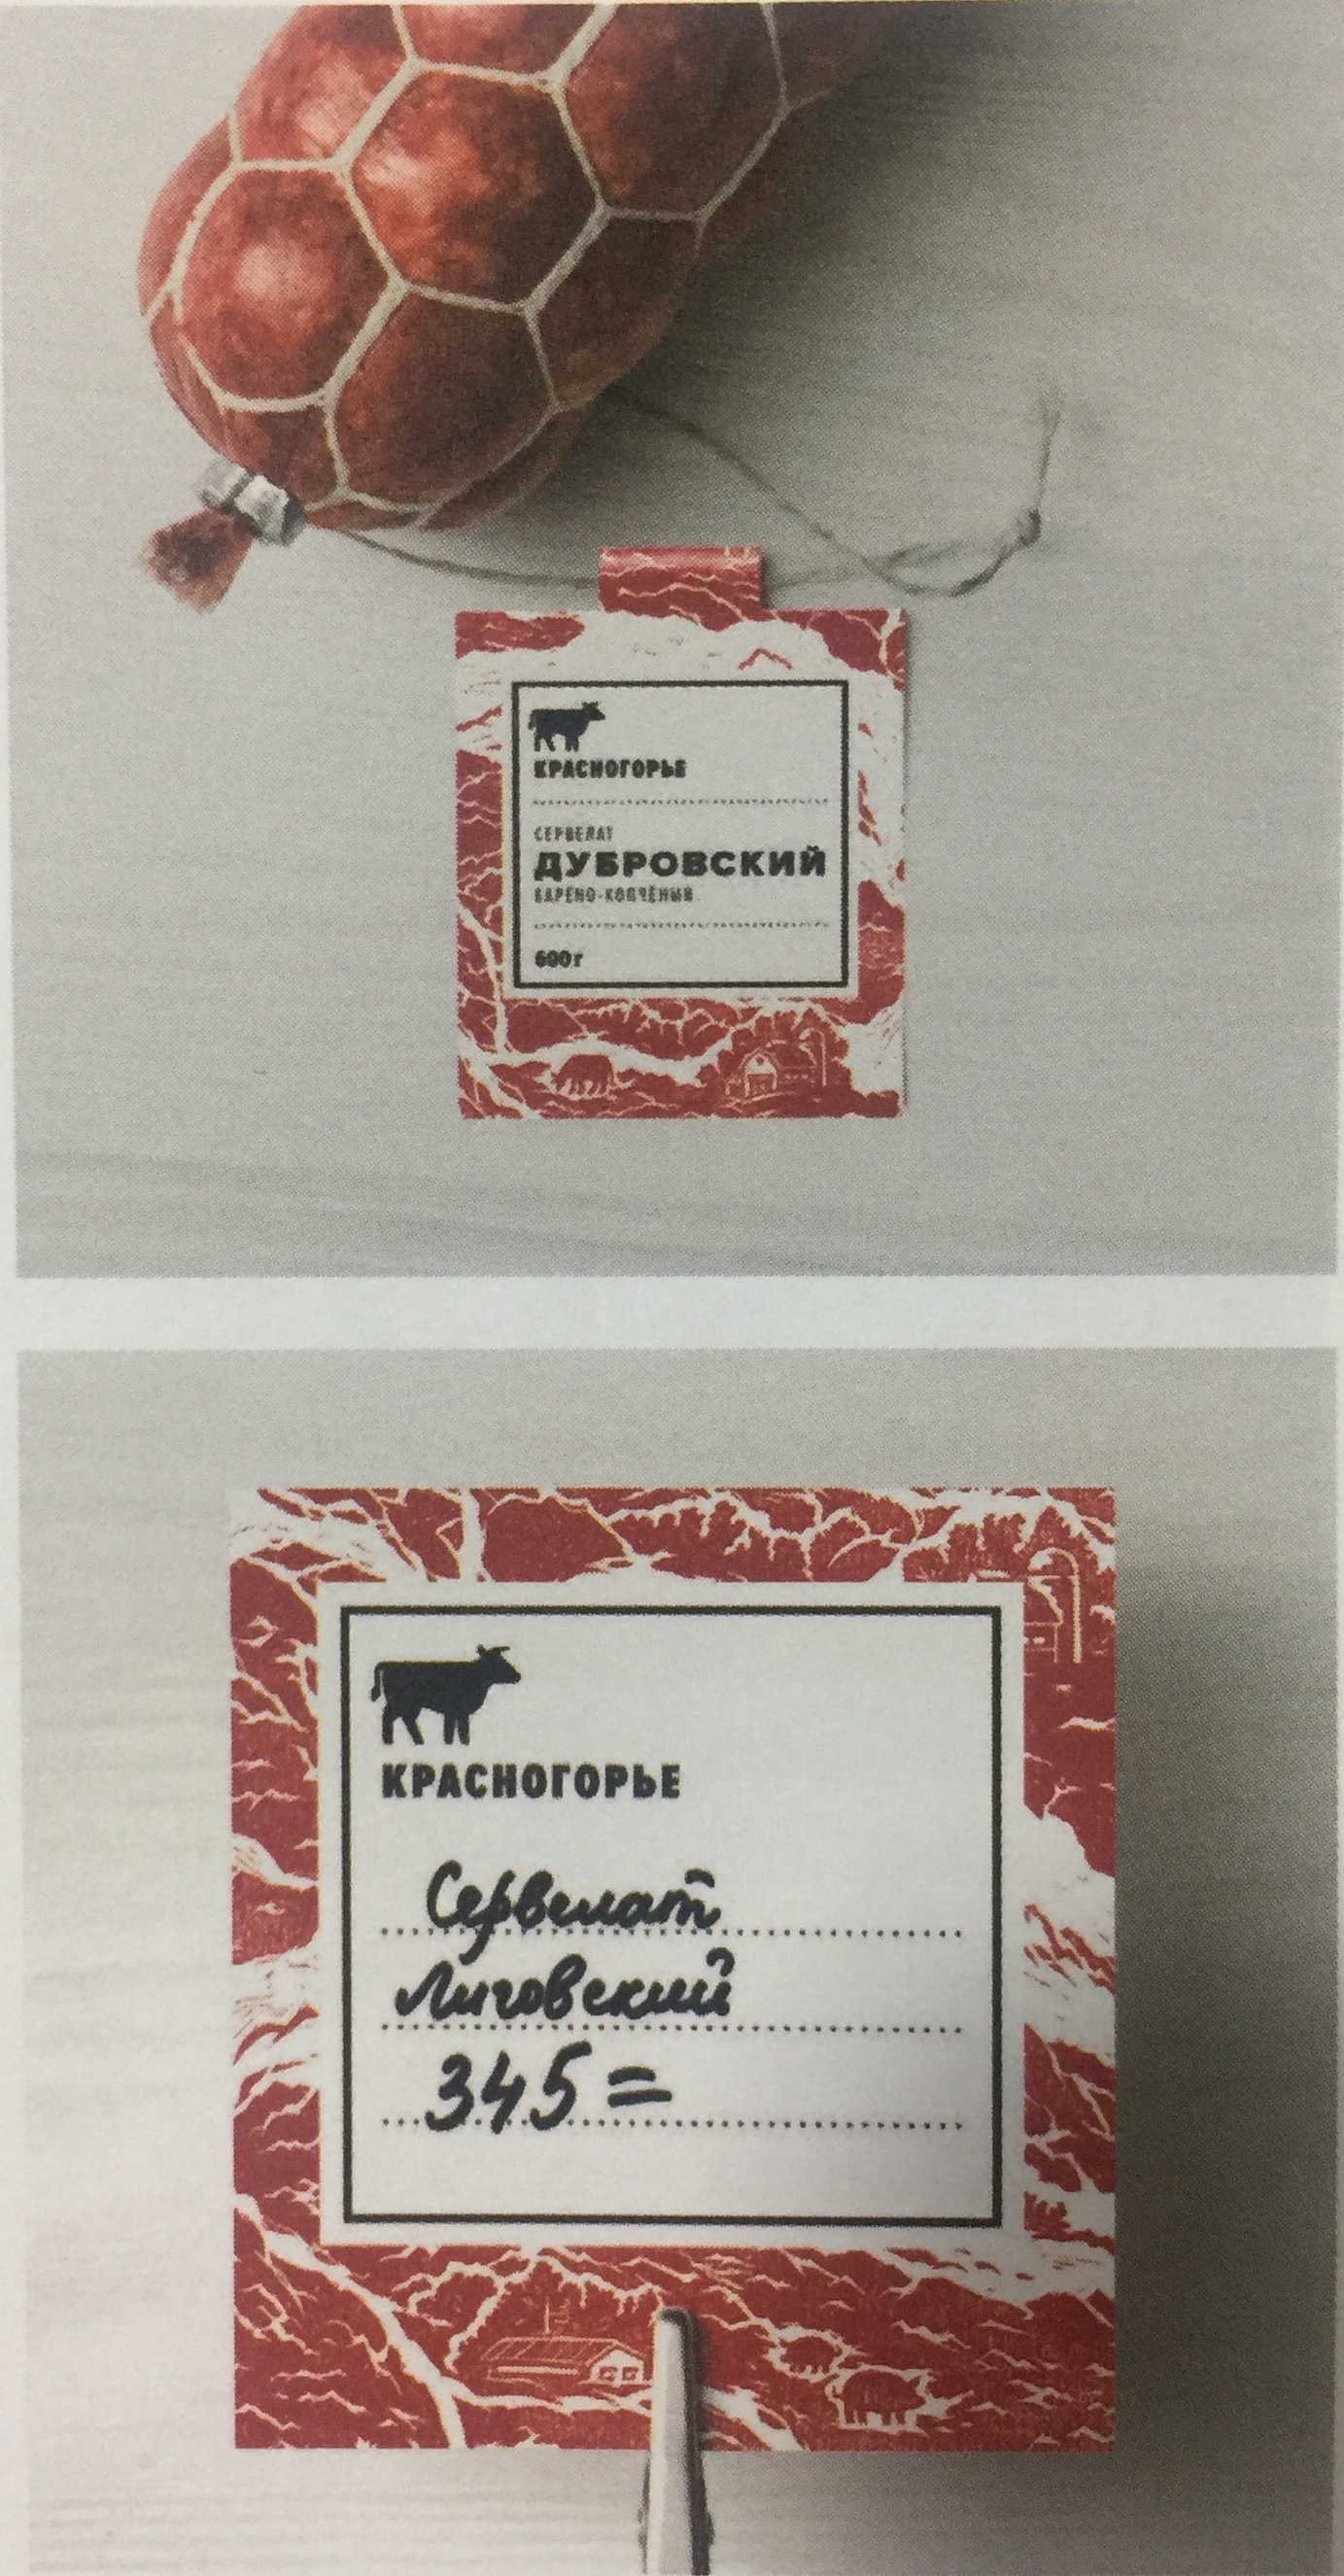 КРАСНОГОРЬЕ
СЕРВЕЛАТ
ДУБРОВСКИЙ
ВАРЕНО-КОПЧЁНЫЙ
600 г
КРАСНОГОРЬЕ
Сервелат
Лиговский
345=